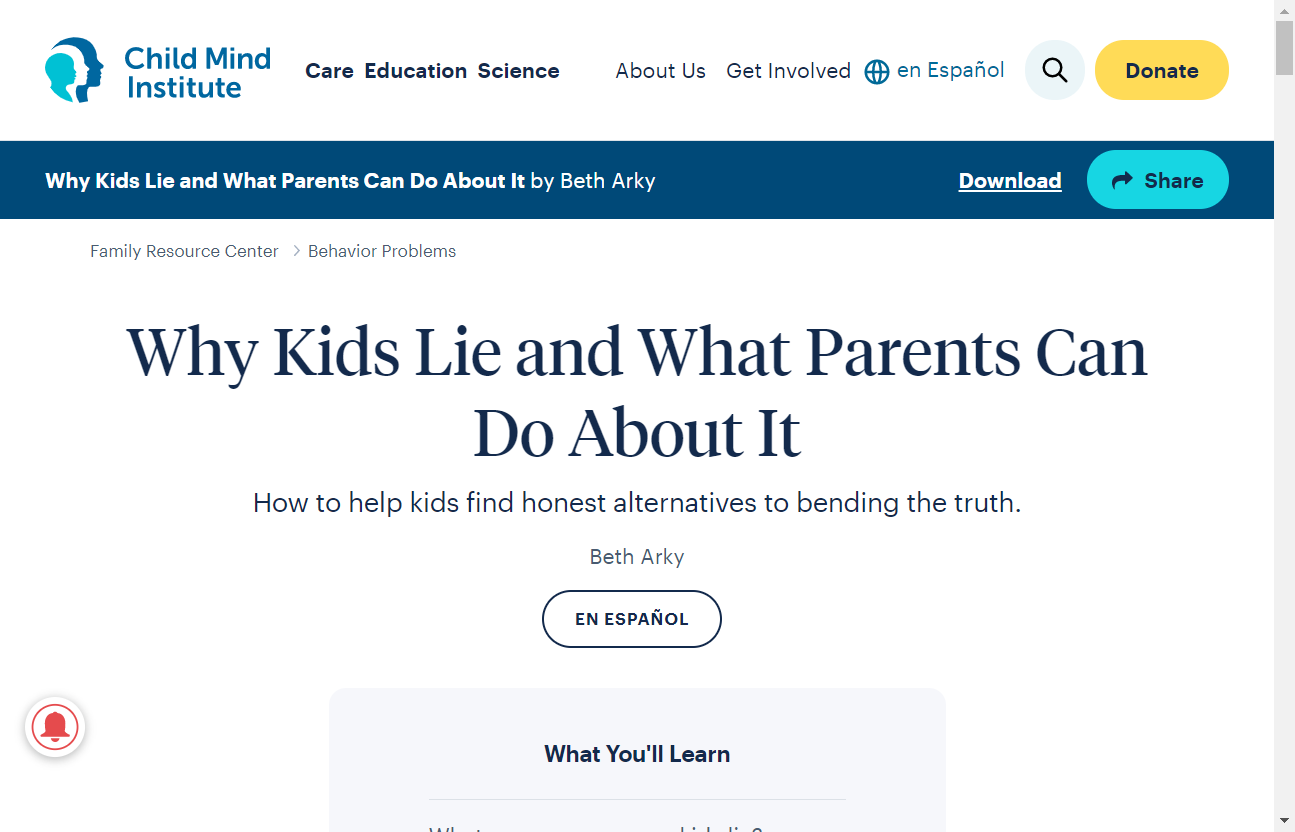 Child Mind
Institute
Care Education Science
About Us Get Involved en Español
Donate
Why Kids Lie and What Parents Can Do About It by Beth Arky
Download
Share
Family Resource Center
Behavior Problems
Why Kids Lie and What Parents Can
Do About It
How to help kids find honest alternatives to bending the truth.
Beth Arky
EN ESPAÑOL
What You'll Learn